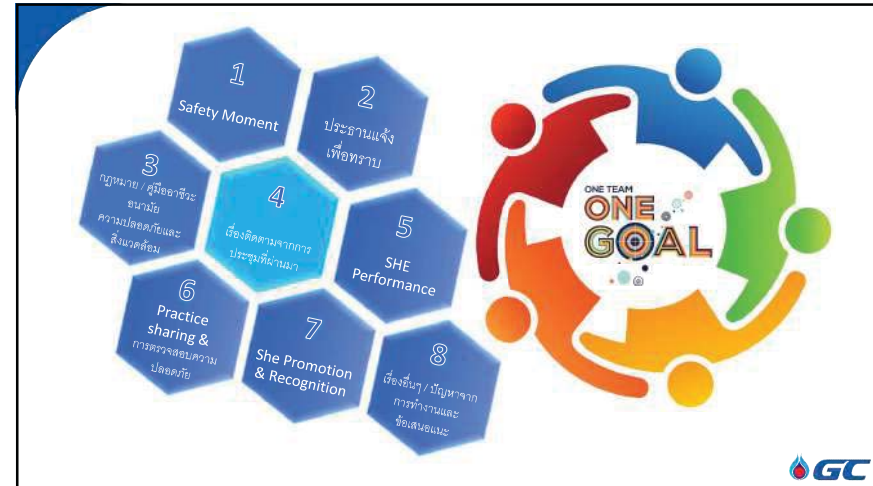 1
Safety Moment
2
ประธานแจ้ง
เพื่อทราบ
3
กฎหมาย / คู่มืออาชีวะ
อนามัย
ความปลอดภัยและ
สิ่งแวดล้อม
4
เรื่องติดตามจากการ
ประชุมที่ผ่านมา
5
SHE
Performance
6
Practice
sharing &
การตรวจสอบความ
ปลอดภัย
7
She Promotion
& Recognition
8
เรื่องอื่นๆ / ปัญหาจาก
การทำงานและ
ข้อเสนอแนะ
ONE TEAM
ONE
GOAL
GC